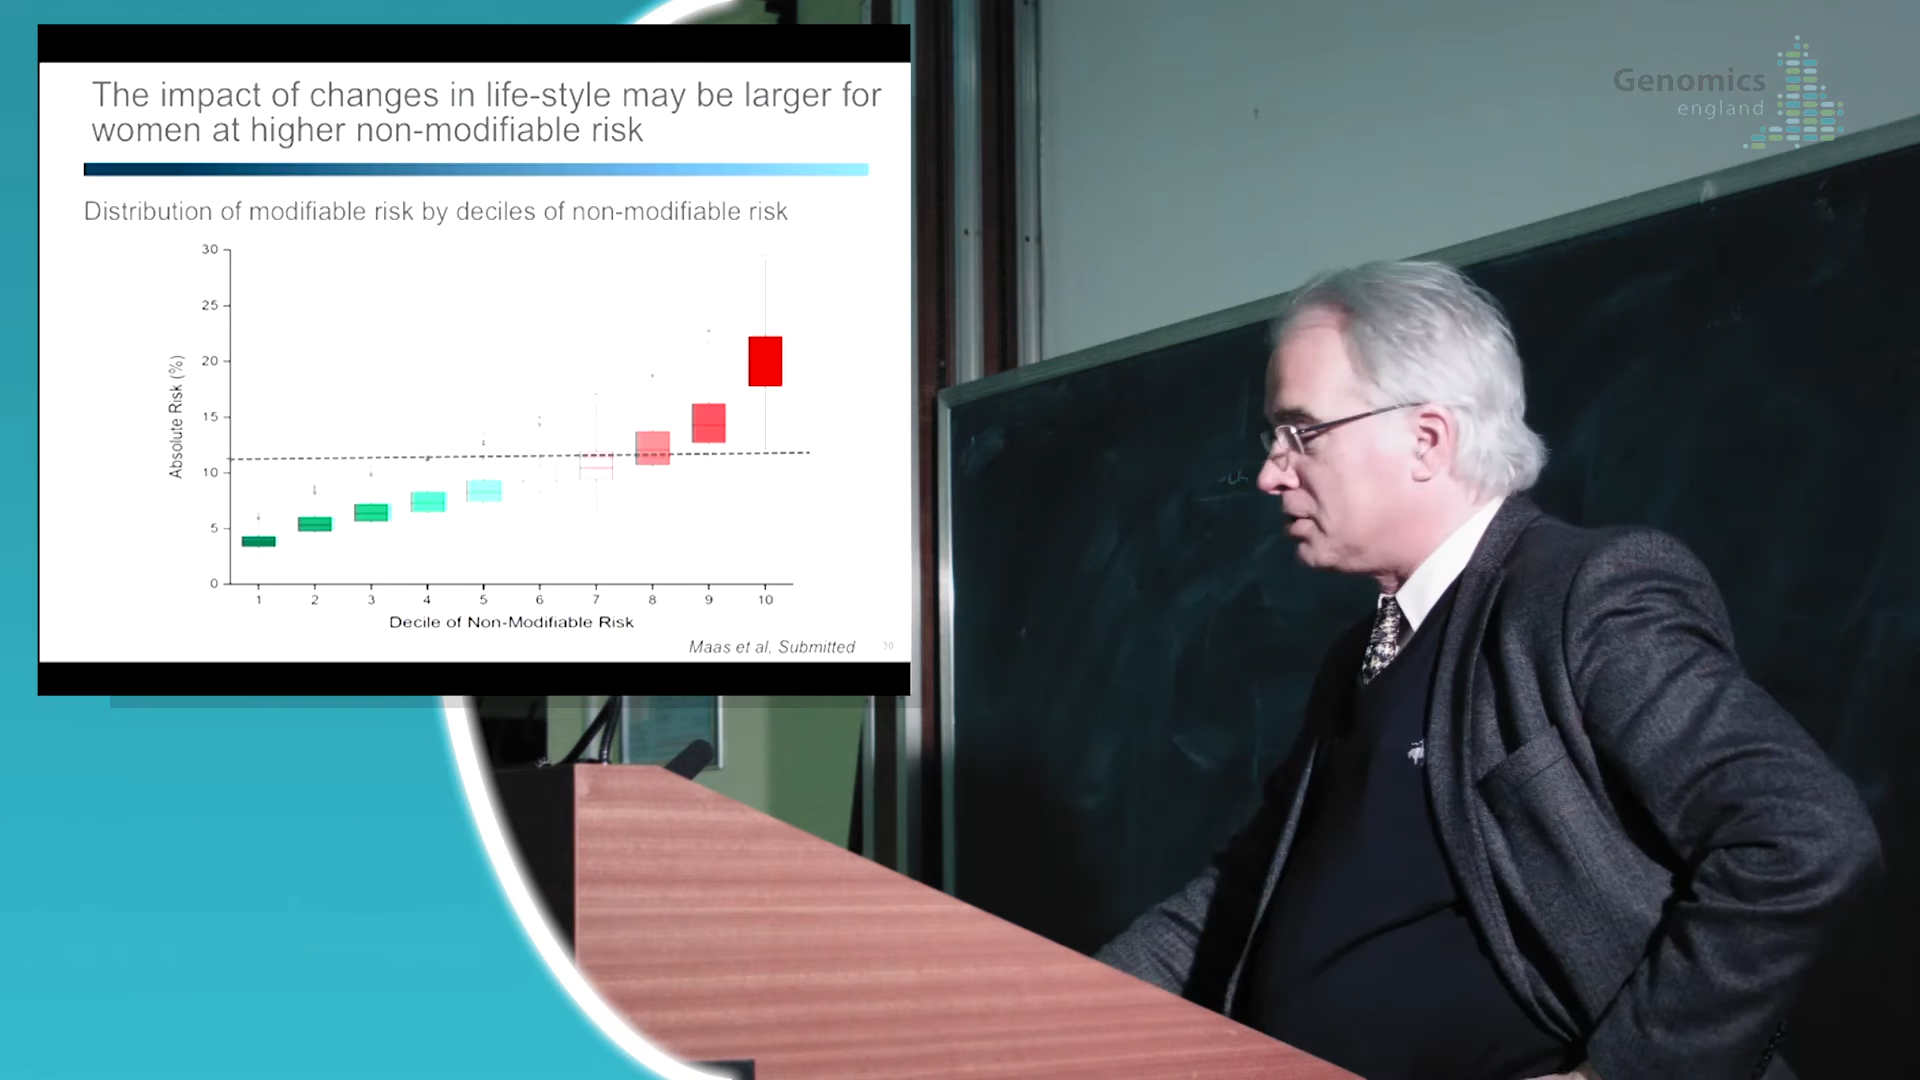 The impact of changes in life-style may be larger for
women at higher non-modifiable risk
Distribution of modifiable risk by deciles of non-modifiable risk
30
25
20
15
10
5
0
Absolute Risk (%)
1 2 3 4 5 6 7 8 9 10
Decile of Non-Modifiable Risk
Maas et al, Submitted
30
Genomics
england